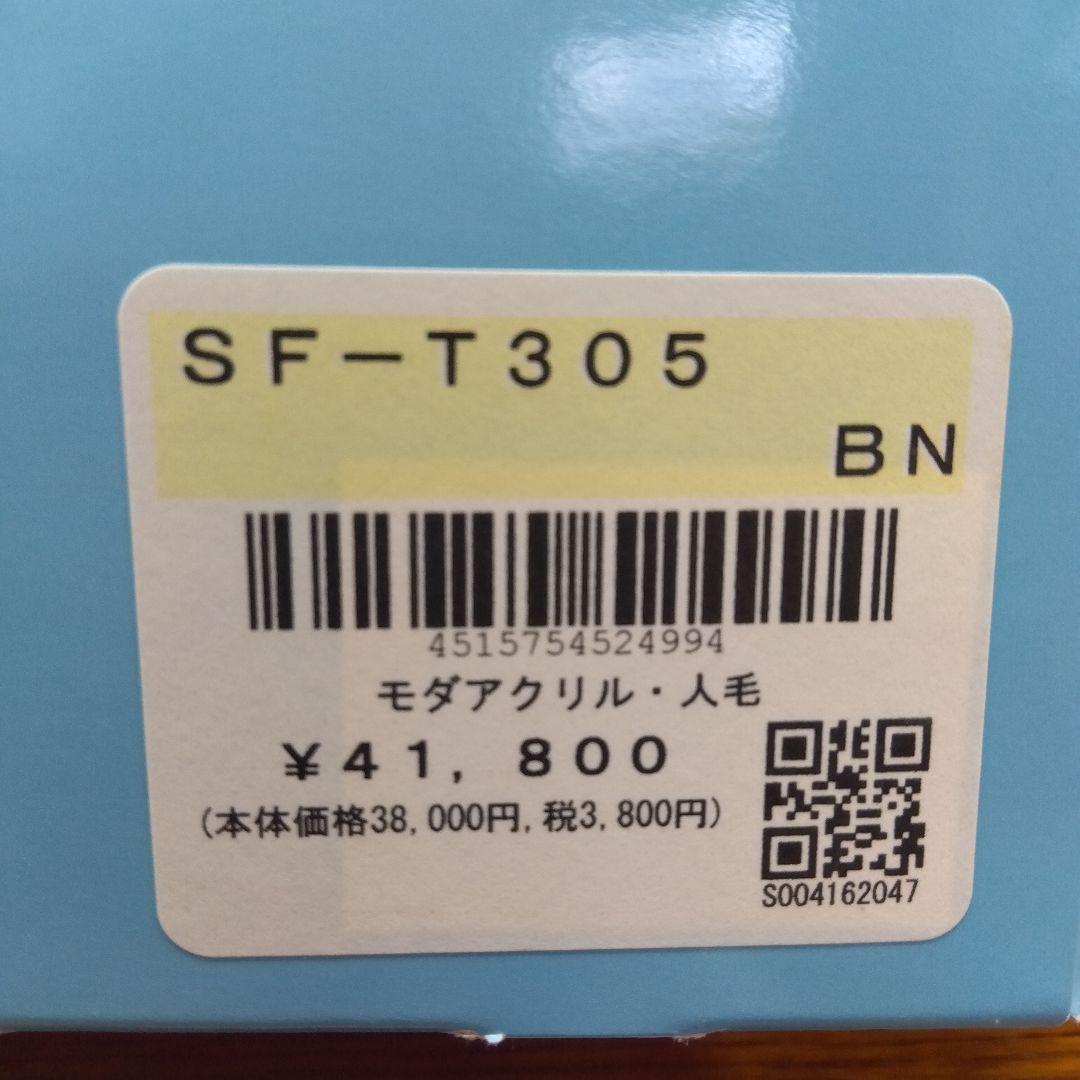 SF-T305
BN
4515754524994
モダアクリル・人毛
¥41,800
(本体価格38,000円,税3,800円)
S004162047